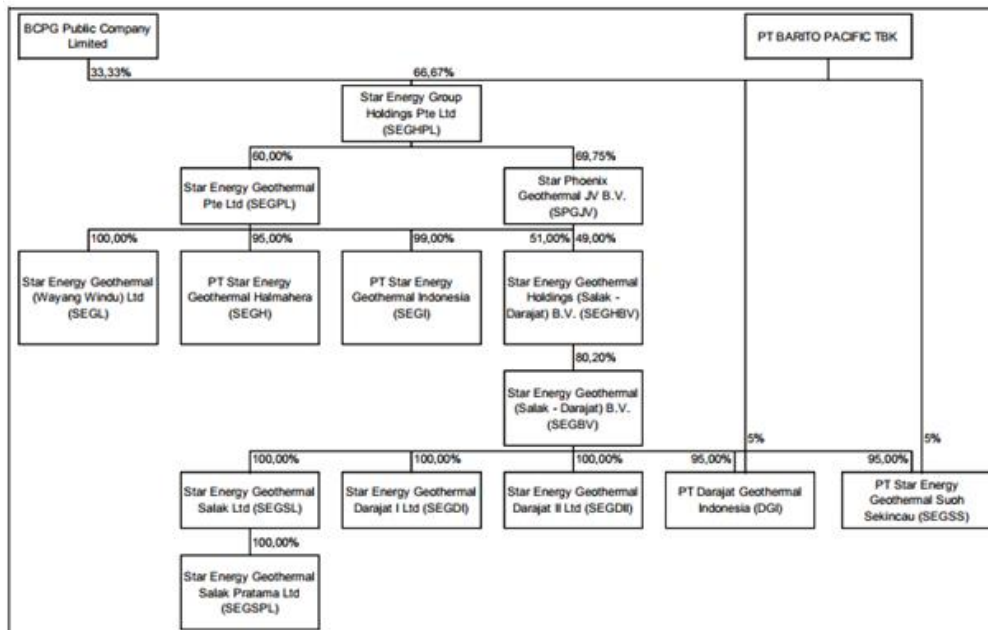 BCPG Public Company
Limited
PT BARITO PACIFIC TBK
33,33%
66,67%
Star Energy Group
Holdings Pte Ltd
(SEGHPL)
60,00%
69,75%
Star Energy Geothermal
Pte Ltd (SEGPL)
Star Phoenix
Geothermal JV B.V.
(SPGJV)
100,00%
95,00%
99,00%
51,00%
49,00%
Star Energy Geothermal
(Wayang Windu) Ltd
(SEGL)
PT Star Energy
Geothermal Halmahera
(SEGH)
PT Star Energy
Geothermal Indonesia
(SEGI)
Star Energy Geothermal
Holdings (Salak -
Darajat) B.V. (SEGHBV)
80,20%
Star Energy Geothermal
(Salak - Darajat) B.V.
(SEGBV)
5%
5%
100,00%
100,00%
100,00%
95,00%
95,00%
Star Energy Geothermal
Salak Ltd (SEGSL)
Star Energy Geothermal
Darajat I Ltd (SEGDI)
Star Energy Geothermal
Darajat II Ltd (SEGDII)
PT Darajat Geothermal
Indonesia (DGI)
PT Star Energy
Geothermal Suoh
Sekincau (SEGSS)
100,00%
Star Energy Geothermal
Salak Pratama Ltd
(SEGSPL)